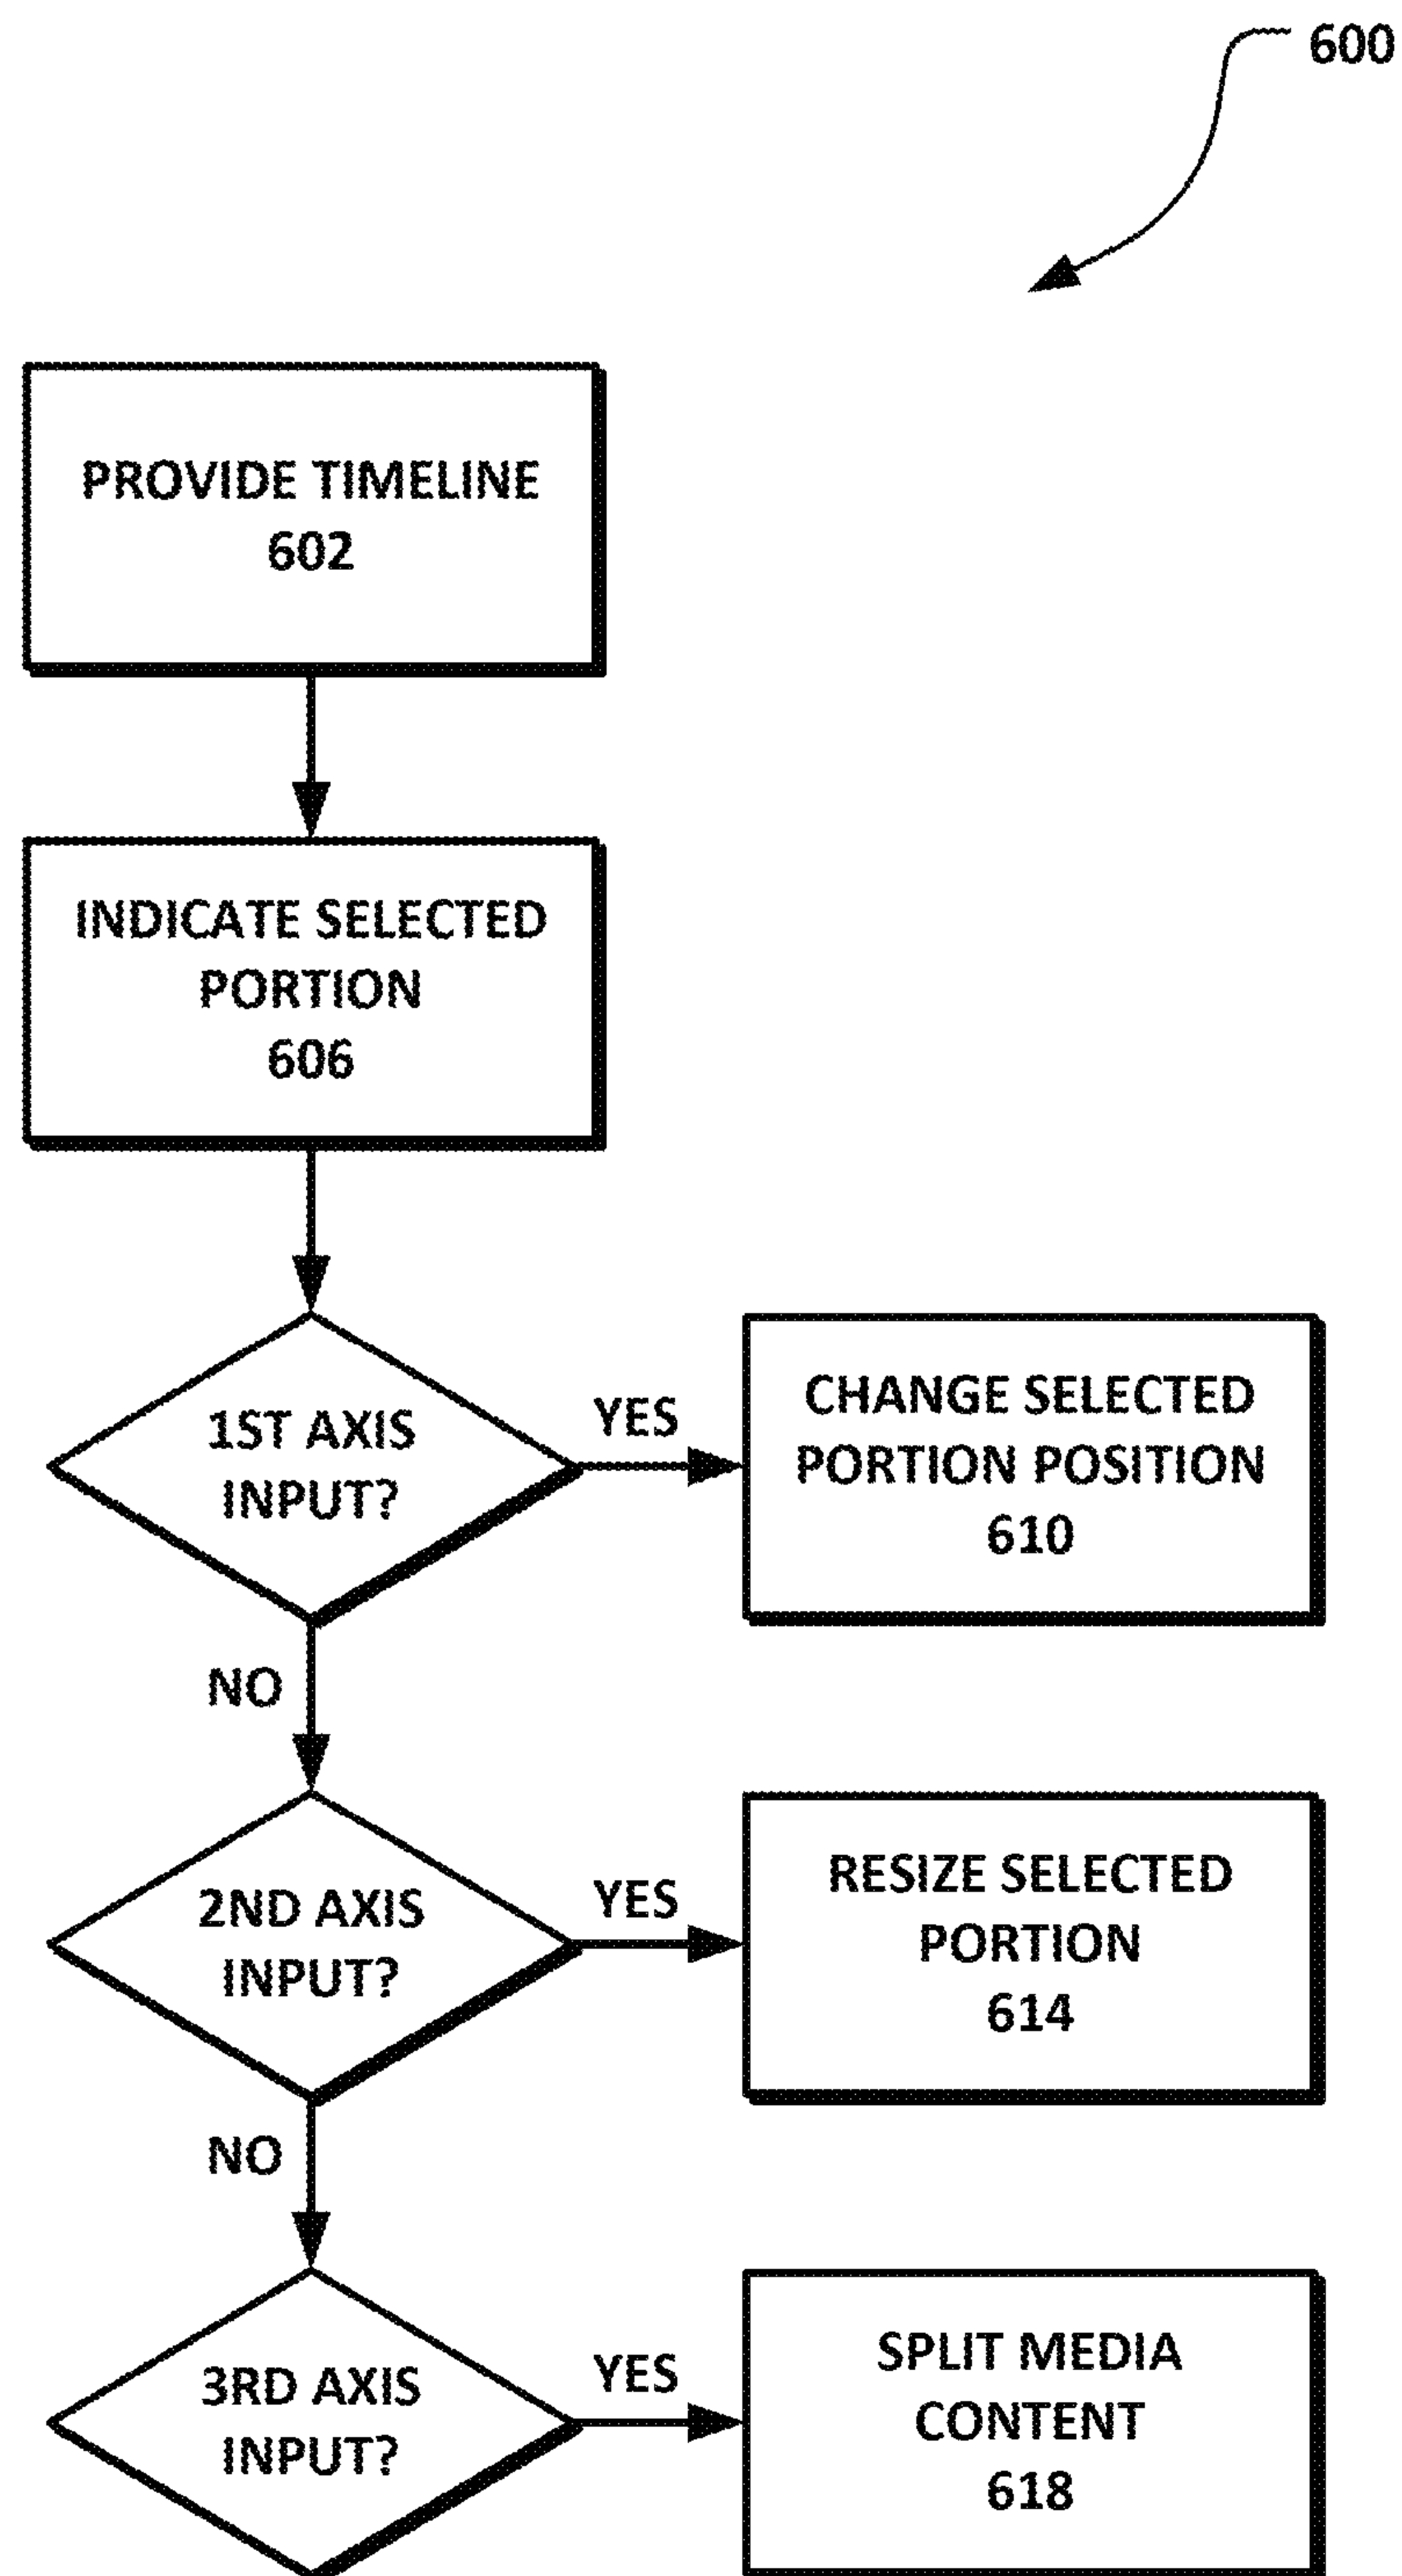 600
PROVIDE TIMELINE
602
INDICATE SELECTED
PORTION
606
1ST AXIS
INPUT?
YES
CHANGE SELECTED
PORTION POSITION
610
NO
2ND AXIS
INPUT?
YES
RESIZE SELECTED
PORTION
614
NO
3RD AXIS
INPUT?
YES
SPLIT MEDIA
CONTENT
618